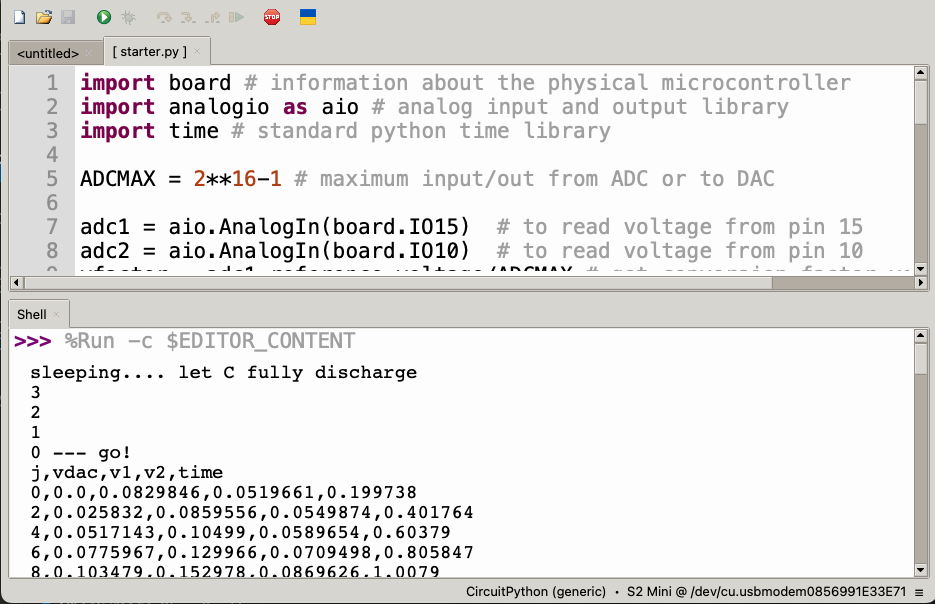 STOP
<untitled>
[ starter.py ]
1 import board # information about the physical microcontroller
2 import analogio as aio # analog input and output library
3 import time # standard python time library
4
5 ADCMAX = 2**16-1 # maximum input/out from ADC or to DAC
6
7 adc1 = aio.AnalogIn(board.IO15)  # to read voltage from pin 15
8 adc2 = aio.AnalogIn(board.IO10)  # to read voltage from pin 10
Shell
>>> %Run -c $EDITOR_CONTENT
sleeping.... let C fully discharge
3
2
1
0 --- go!
j,vdac,v1,v2,time
0,0.0,0.0829846,0.0519661,0.199738
2,0.025832,0.0859556,0.0549874,0.401764
4,0.0517143,0.10499,0.0589654,0.60379
6,0.0775967,0.129966,0.0709498,0.805847
8,0.103479,0.152978,0.0869626,1.0079
CircuitPython (generic) • S2 Mini @ /dev/cu.usbmodem0856991E33E71 ≡